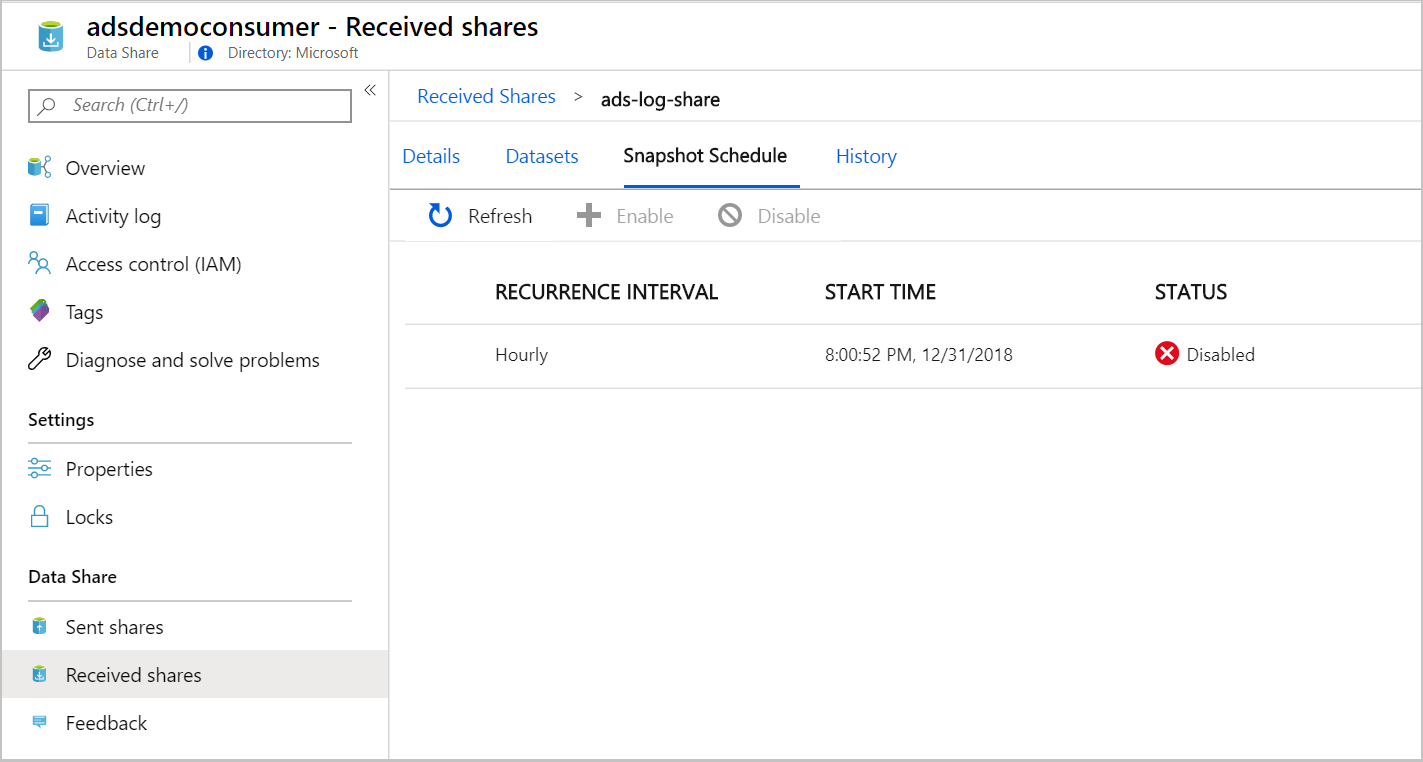 adsdemoconsumer - Received shares
Data Share
Directory: Microsoft
Search (Ctrl+/)
Overview
Activity log
Access control (IAM)
Tags
Diagnose and solve problems
Settings
Properties
Locks
Data Share
Sent shares
Received shares
Feedback
Received Shares > ads-log-share
Details Datasets Snapshot Schedule History
Refresh Enable Disable
RECURRENCE INTERVAL START TIME STATUS
Hourly 8:00:52 PM, 12/31/2018 Disabled